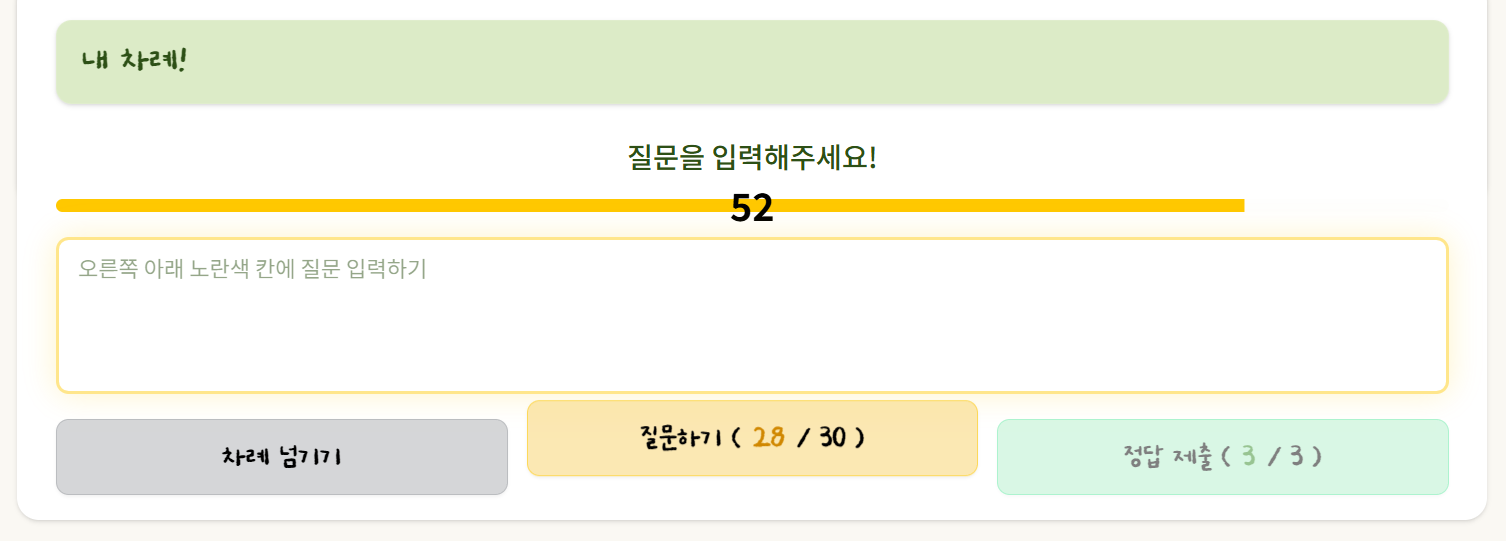 내 차례!
질문을 입력해주세요!
52
오른쪽 아래 노란색 칸에 질문 입력하기
차례 넘기기
질문하기 ( 28 / 30 )
정답 제출 ( 3 / 3 )